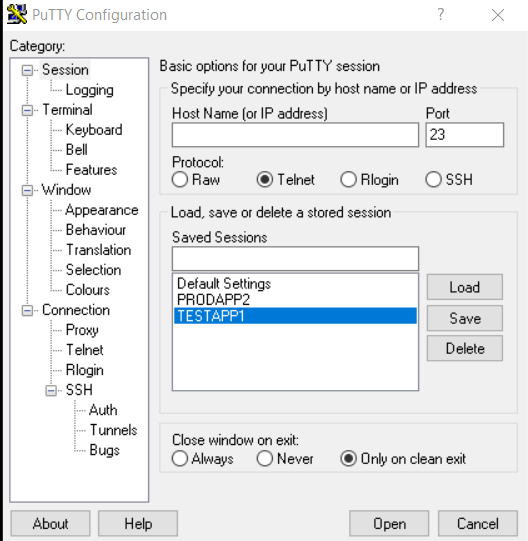 PuTTY Configuration
?
Category:
Session
Logging
Terminal
Keyboard
Bell
Features
Window
Appearance
Behaviour
Translation
Selection
Colours
Connection
Proxy
Telnet
Rlogin
SSH
Auth
Tunnels
Bugs
Basic options for your PuTTY session
Specify your connection by host name or IP address
Host Name (or IP address) Port
23
Protocol:
Raw Telnet Rlogin SSH
Load, save or delete a stored session
Saved Sessions
Default Settings
PRODAPP2
TESTAPP1
Load
Save
Delete
Close window on exit:
Always Never Only on clean exit
About Help Open Cancel